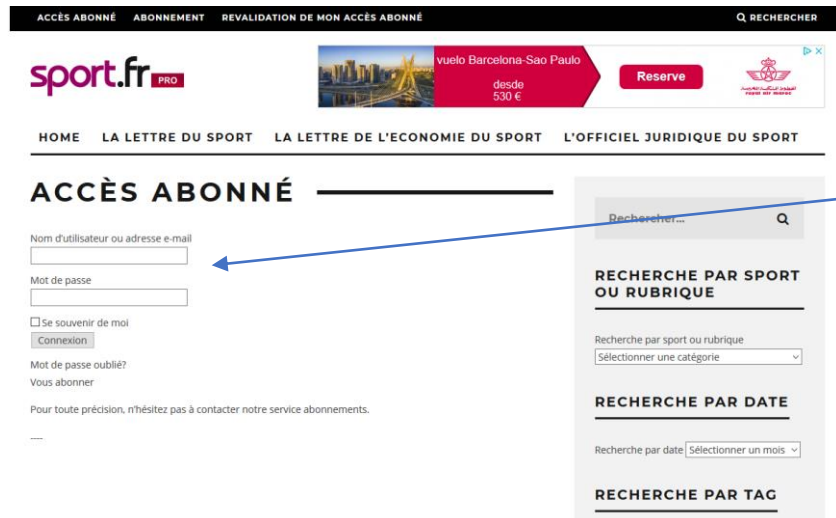 ACCÈS ABONNÉ ABONNEMENT REVALIDATION DE MON ACCÈS ABONNÉ RECHERCHER
sport.fr PRO
vuelo Barcelona-Sao Paulo
desde
530 €
Reserve
royal air maroc
HOME LA LETTRE DU SPORT LA LETTRE DE L'ECONOMIE DU SPORT L'OFFICIEL JURIDIQUE DU SPORT
ACCÈS ABONNÉ
Nom d'utilisateur ou adresse e-mail
Mot de passe
Se souvenir de moi
Connexion
Mot de passe oublié?
Vous abonner
Pour toute précision, n'hésitez pas à contacter notre service abonnements.
----
Rechercher...
RECHERCHE PAR SPORT
OU RUBRIQUE
Recherche par sport ou rubrique
Sélectionner une catégorie
RECHERCHE PAR DATE
Recherche par date Sélectionner un mois
RECHERCHE PAR TAG